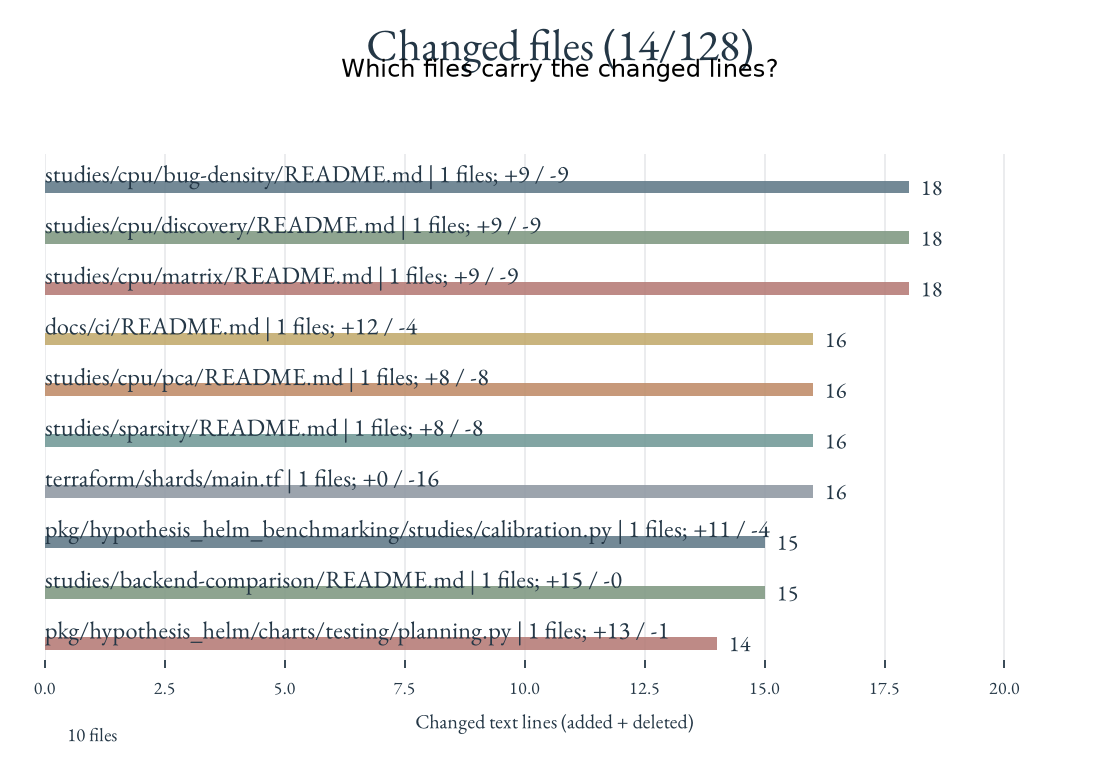 Changed files (14/128)
Which files carry the changed lines?
studies/cpu/bug-density/README.md | 1 files; +9 / -9
18
studies/cpu/discovery/README.md | 1 files; +9 / -9
18
studies/cpu/matrix/README.md | 1 files; +9 / -9
18
docs/ci/README.md | 1 files; +12 / -4
16
studies/cpu/pca/README.md | 1 files; +8 / -8
16
studies/sparsity/README.md | 1 files; +8 / -8
16
terraform/shards/main.tf | 1 files; +0 / -16
16
pkg/hypothesis_helm_benchmarking/studies/calibration.py | 1 files; +11 / -4
15
studies/backend-comparison/README.md | 1 files; +15 / -0
15
pkg/hypothesis_helm/charts/testing/planning.py | 1 files; +13 / -1
14
0.0 2.5 5.0 7.5 10.0 12.5 15.0 17.5 20.0
Changed text lines (added + deleted)
10 files